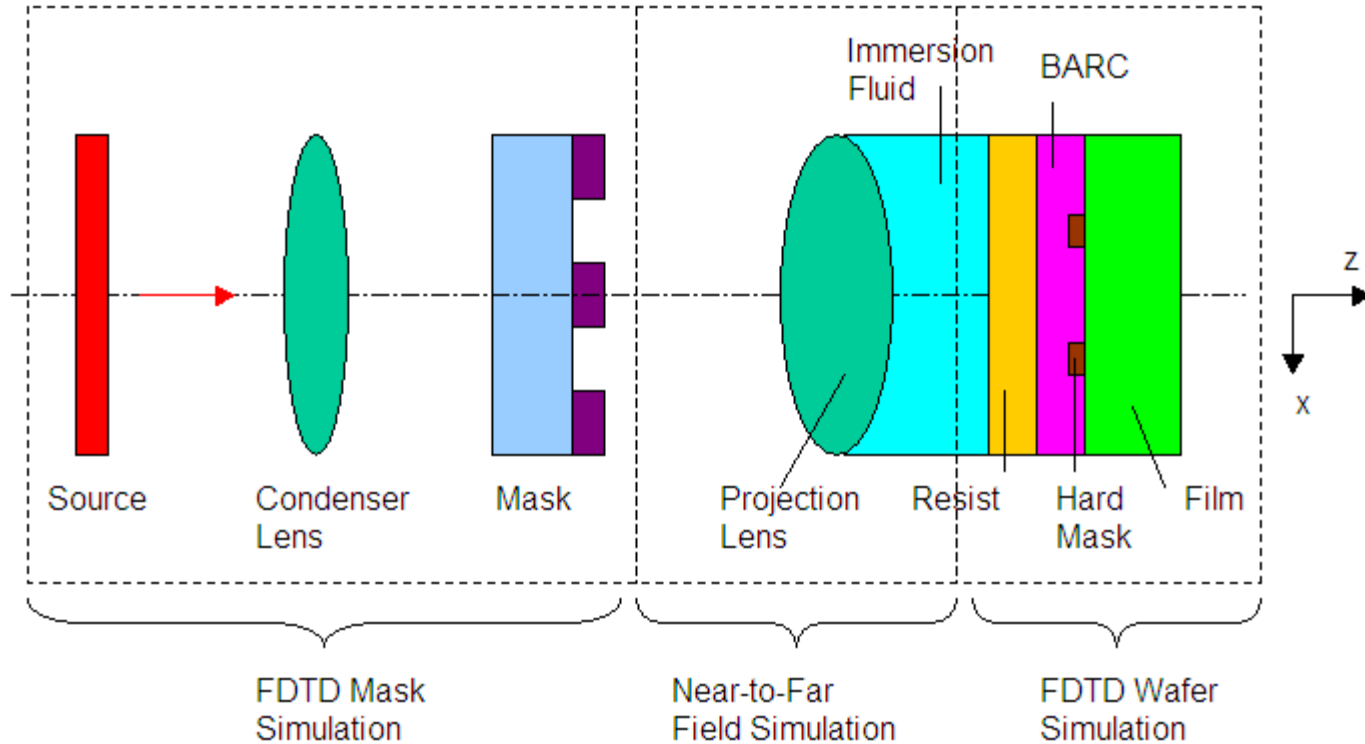 Immersion
Fluid
BARC
Z
X
Source
Condenser
Lens
Mask
Projection
Lens
Resist
Hard
Mask
Film
FDTD Mask
Simulation
Near-to-Far
Field Simulation
FDTD Wafer
Simulation